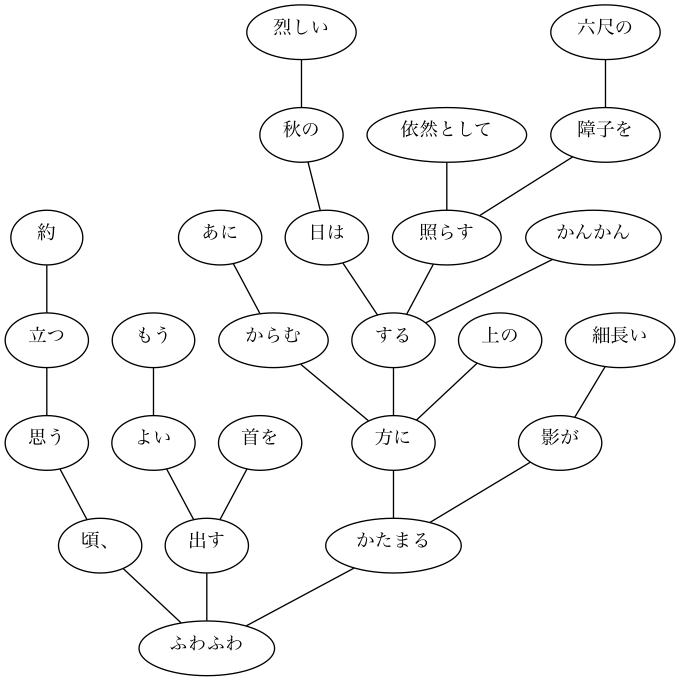 烈しい
六尺の
秋の
依然として
障子を
約
あに
日は
照らす
かんかん
立つ
もう
からむ
する
上の
細長い
思う
よい
首を
方に
影が
頃、
出す
かたまる
ふわふわ